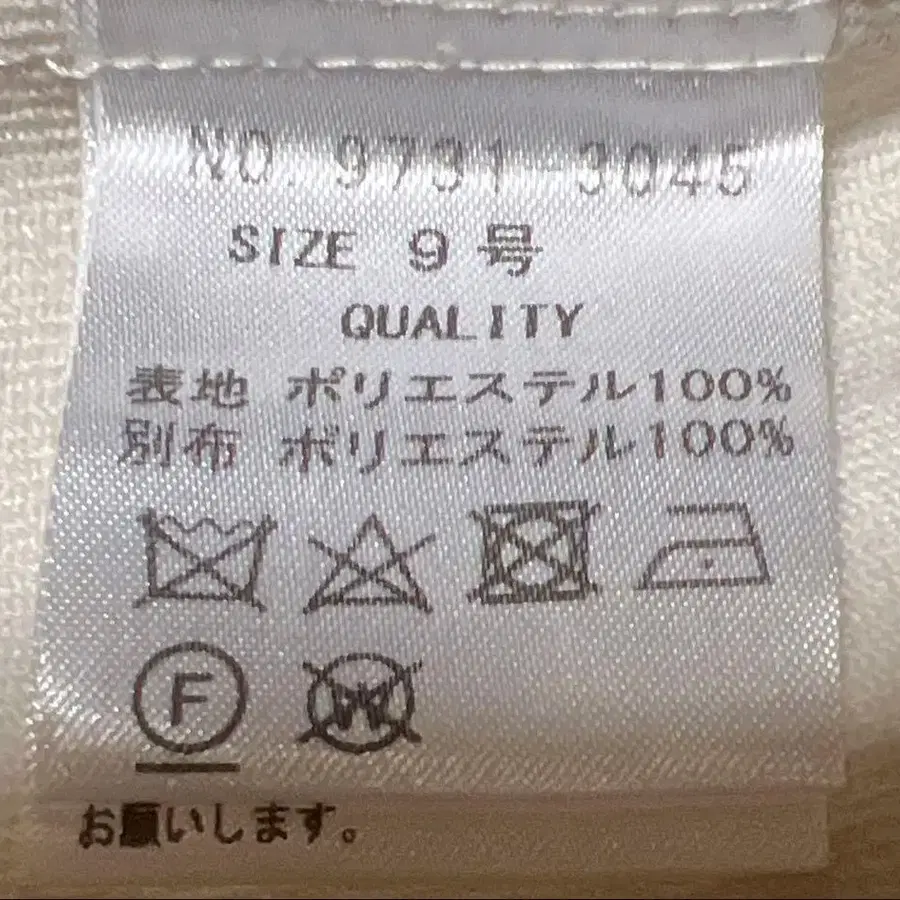 NO. 9731-3045
SIZE 9号
QUALITY
表地 ポリエステル100%
別布 ポリエステル100%
F
W
お願いします。